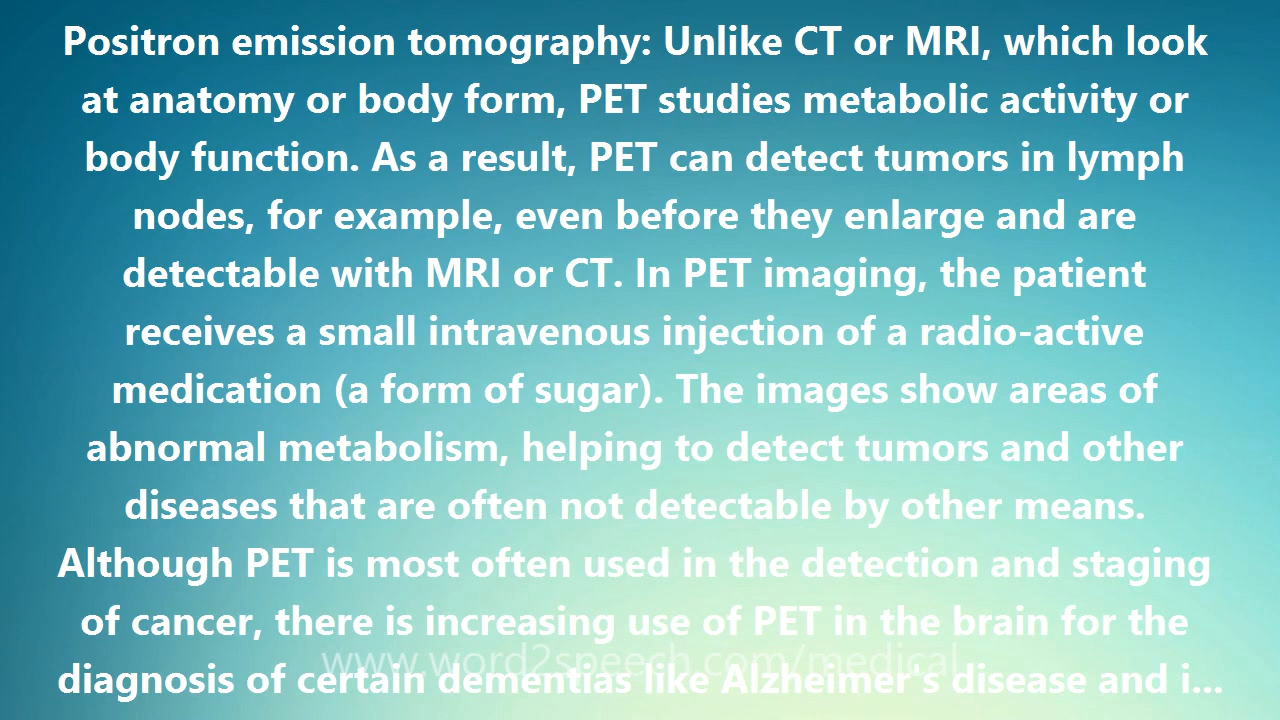 Positron emission tomography: Unlike CT or MRI, which look
at anatomy or body form, PET studies metabolic activity or
body function. As a result, PET can detect tumors in lymph
nodes, for example, even before they enlarge and are
detectable with MRI or CT. In PET imaging, the patient
receives a small intravenous injection of a radio-active
medication (a form of sugar). The images show areas of
abnormal metabolism, helping to detect tumors and other
diseases that are often not detectable by other means.
Although PET is most often used in the detection and staging
of cancer, there is increasing use of PET in the brain for the
www.word2speech.com/medical
diagnosis of certain dementias like Alzheimer's disease and i...